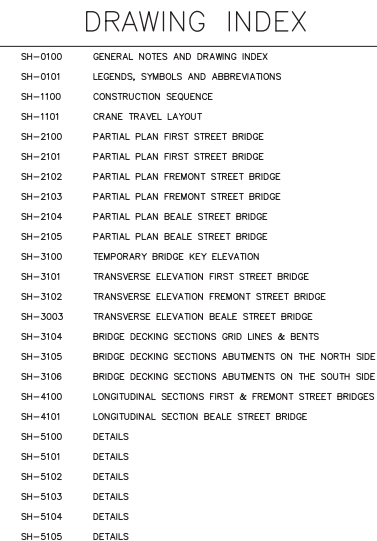 DRAWING INDEX
SH-0100 GENERAL NOTES AND DRAWING INDEX
SH-0101 LEGENDS, SYMBOLS AND ABBREVIATIONS
SH-1100 CONSTRUCTION SEQUENCE
SH-1101 CRANE TRAVEL LAYOUT
SH-2100 PARTIAL PLAN FIRST STREET BRIDGE
SH-2101 PARTIAL PLAN FIRST STREET BRIDGE
SH-2102 PARTIAL PLAN FREMONT STREET BRIDGE
SH-2103 PARTIAL PLAN FREMONT STREET BRIDGE
SH-2104 PARTIAL PLAN BEALE STREET BRIDGE
SH-2105 PARTIAL PLAN BEALE STREET BRIDGE
SH-3100 TEMPORARY BRIDGE KEY ELEVATION
SH-3101 TRANSVERSE ELEVATION FIRST STREET BRIDGE
SH-3102 TRANSVERSE ELEVATION FREMONT STREET BRIDGE
SH-3003 TRANSVERSE ELEVATION BEALE STREET BRIDGE
SH-3104 BRIDGE DECKING SECTIONS GRID LINES & BENTS
SH-3105 BRIDGE DECKING SECTIONS ABUTMENTS ON THE NORTH SIDE
SH-3106 BRIDGE DECKING SECTIONS ABUTMENTS ON THE SOUTH SIDE
SH-4100 LONGITUDINAL SECTIONS FIRST & FREMONT STREET BRIDGES
SH-4101 LONGITUDINAL SECTION BEALE STREET BRIDGE
SH-5100 DETAILS
SH-5101 DETAILS
SH-5102 DETAILS
SH-5103 DETAILS
SH-5104 DETAILS
SH-5105 DETAILS